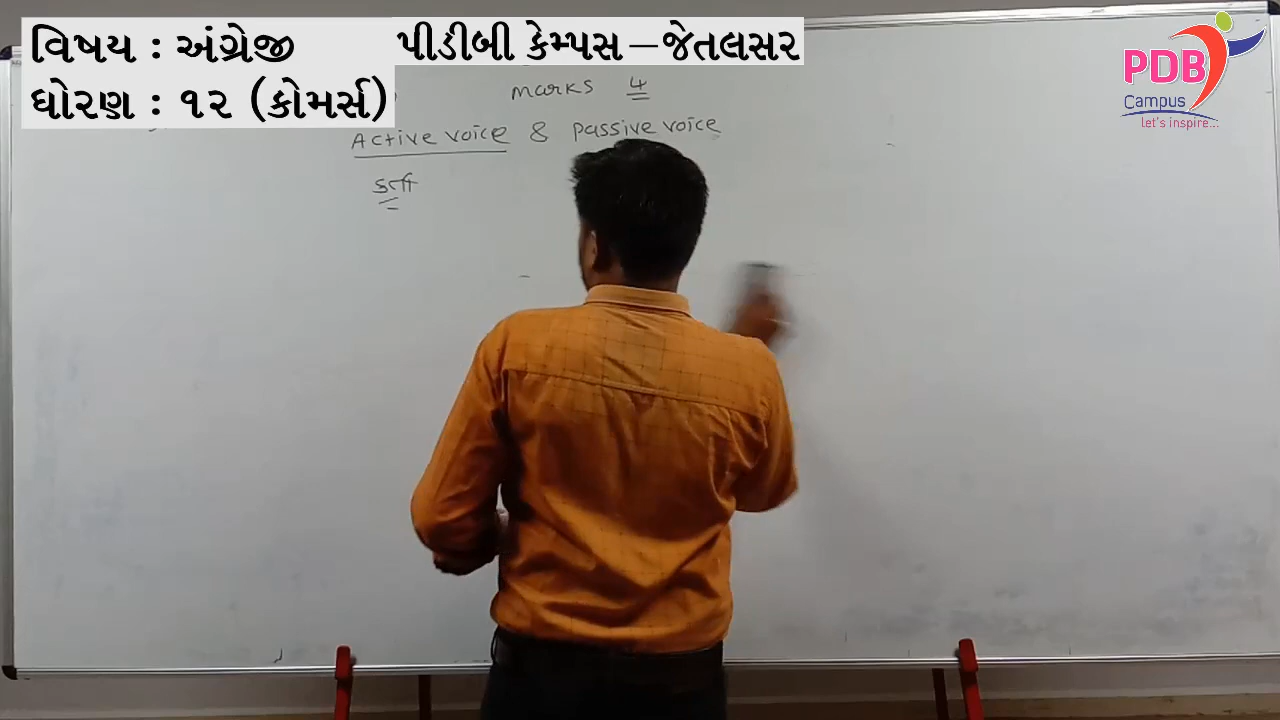 વિષય : અંગ્રેજી
પીડીબી કેમ્પસ – જેતલસર
ધોરણ : ૧૨ (કોમર્સ)
marks 4
Active voice & passive voice
કર્તા
PDB
Campus
let's inspire...